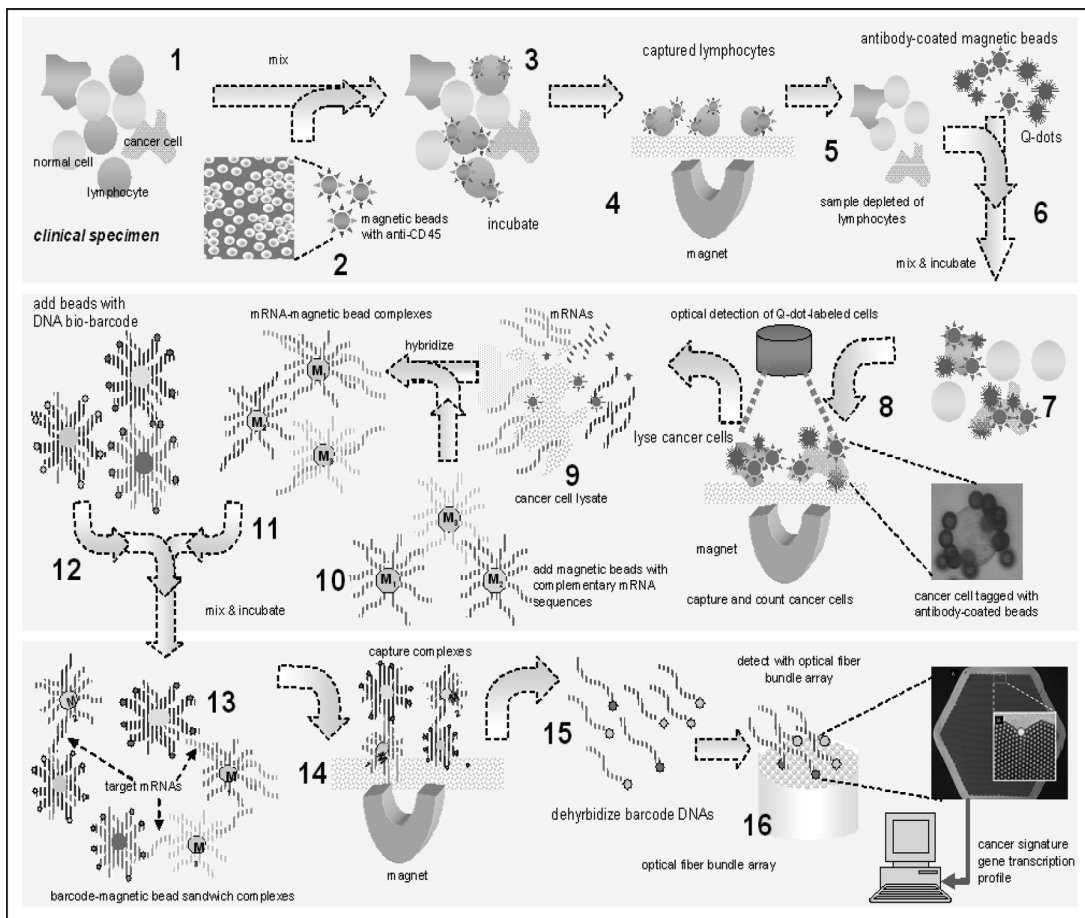 1
mix
3
captured lymphocytes
antibody-coated magnetic beads
Q-dots
normal cell
cancer cell
lymphocyte
clinical specimen
2
magnetic beads
with anti-CD45
incubate
4
magnet
5
sample depleted of
lymphocytes
6
mix & incubate
add beads with
DNA bio-barcode
mRNA-magnetic bead complexes
hybridize
mRNAs
optical detection of Q-dot-labeled cells
M
M
M
7
8
lyse cancer cells
9
cancer cell lysate
11
12
10
M3
M1
M2
add magnetic beads with
complementary mRNA
sequences
magnet
capture and count cancer cells
cancer cell tagged with
antibody-coated beads
mix & incubate
capture complexes
detect with optical fiber
bundle array
13
M
M
14
15
target mRNAs
M
dehyrbidize barcode DNAs
16
magnet
optical fiber bundle array
cancer signature
gene transcription
profile
barcode-magnetic bead sandwich complexes